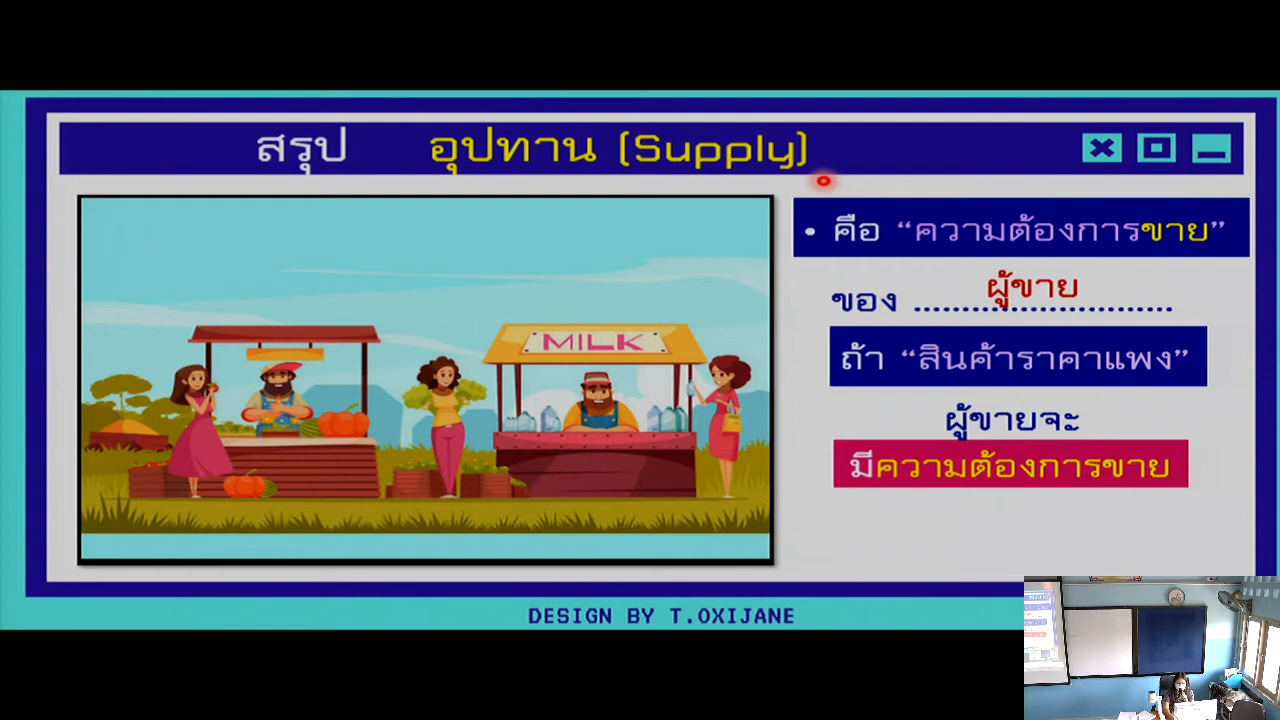 สรุป อุปทาน (Supply)
• คือ “ความต้องการขาย”
ของ ..........................
ผู้ขาย
ถ้า “สินค้าราคาแพง”
ผู้ขายจะ
มีความต้องการขาย
MILK
DESIGN BY T.OXIJANE